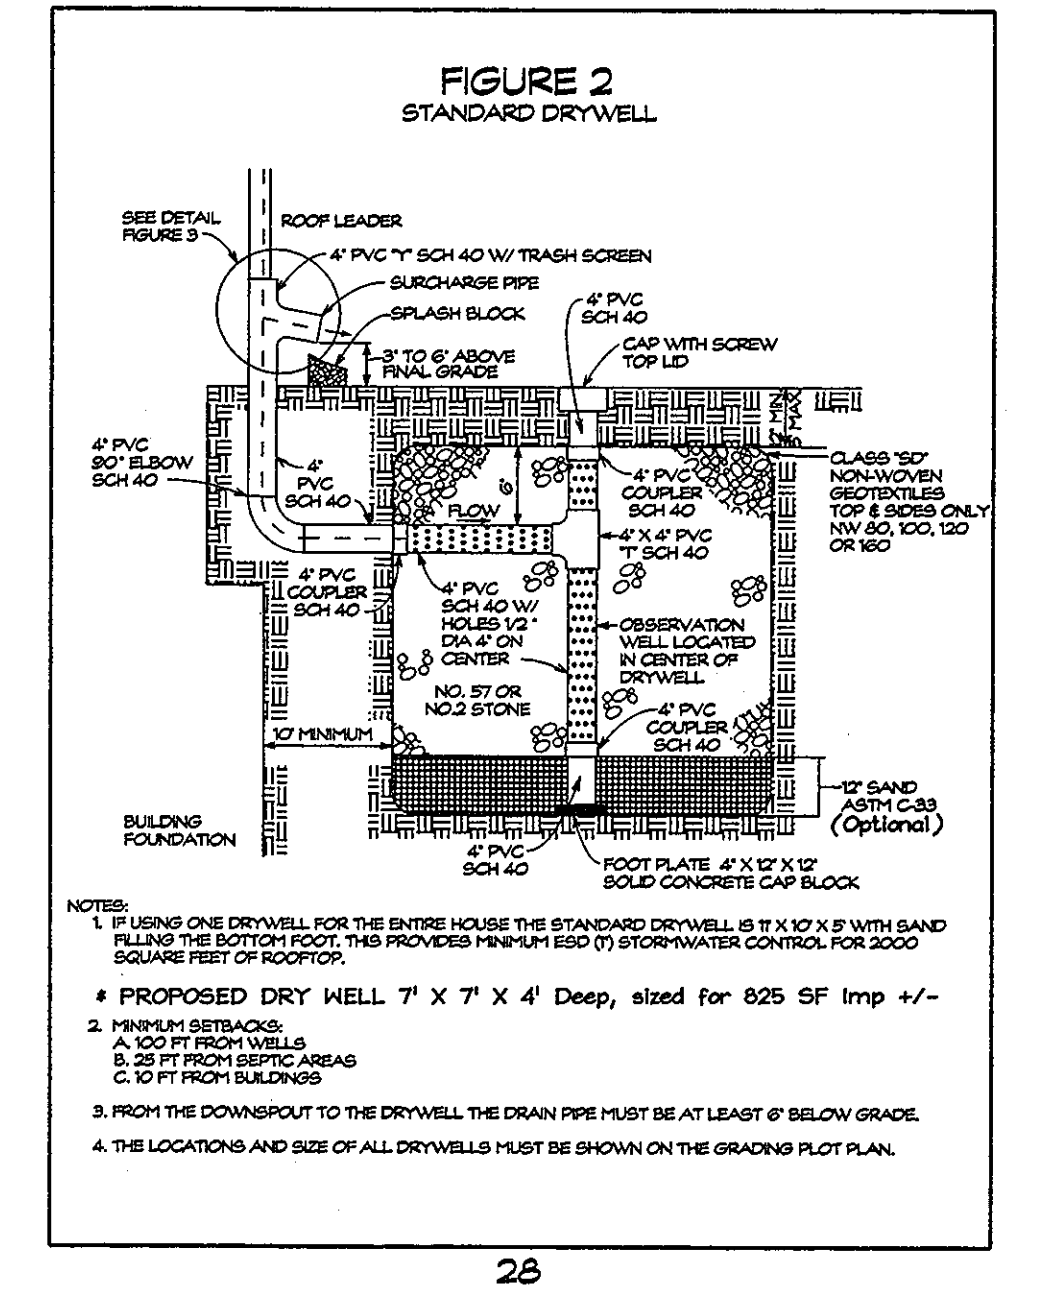 FIGURE 2
STANDARD DRYWELL
SEE DETAIL
FIGURE 3
ROOF LEADER
4" PVC "Y" SCH 40 W/ TRASH SCREEN
SURCHARGE PIPE
SPLASH BLOCK
3" TO 6" ABOVE
FINAL GRADE
4" PVC
SCH 40
CAP WITH SCREW
TOP LID
MIN
MAX
4" PVC
90° ELBOW
SCH 40
4"
PVC
SCH 40
6"
FLOW
4" PVC
COUPLER
SCH 40
CLASS "SD"
NON-WOVEN
GEOTEXTILES
TOP & SIDES ONLY
NW 80, 100, 120
OR 160
4" X 4" PVC
"T" SCH 40
4" PVC
COUPLER
SCH 40
4" PVC
SCH 40 W/
HOLES 1/2"
DIA 4" ON
CENTER
OBSERVATION
WELL LOCATED
IN CENTER OF
DRYWELL
NO. 57 OR
NO.2 STONE
4" PVC
COUPLER
SCH 40
10' MINIMUM
12" SAND
ASTM C-33
(Optional)
BUILDING
FOUNDATION
4" PVC
SCH 40
FOOT PLATE 4" X 12" X 12"
SOLID CONCRETE CAP BLOCK
NOTES:
1. IF USING ONE DRYWELL FOR THE ENTIRE HOUSE THE STANDARD DRYWELL IS 11' X 10' X 5' WITH SAND
FILLING THE BOTTOM FOOT. THIS PROVIDES MINIMUM ESD (1") STORMWATER CONTROL FOR 2000
SQUARE FEET OF ROOFTOP.
* PROPOSED DRY WELL 7' X 7' X 4' Deep, sized for 825 SF Imp +/-
2. MINIMUM SETBACKS:
A. 100 FT FROM WELLS
B. 25 FT FROM SEPTIC AREAS
C. 10 FT FROM BUILDINGS
3. FROM THE DOWNSPOUT TO THE DRYWELL THE DRAIN PIPE MUST BE AT LEAST 6" BELOW GRADE.
4. THE LOCATIONS AND SIZE OF ALL DRYWELLS MUST BE SHOWN ON THE GRADING PLOT PLAN.
28